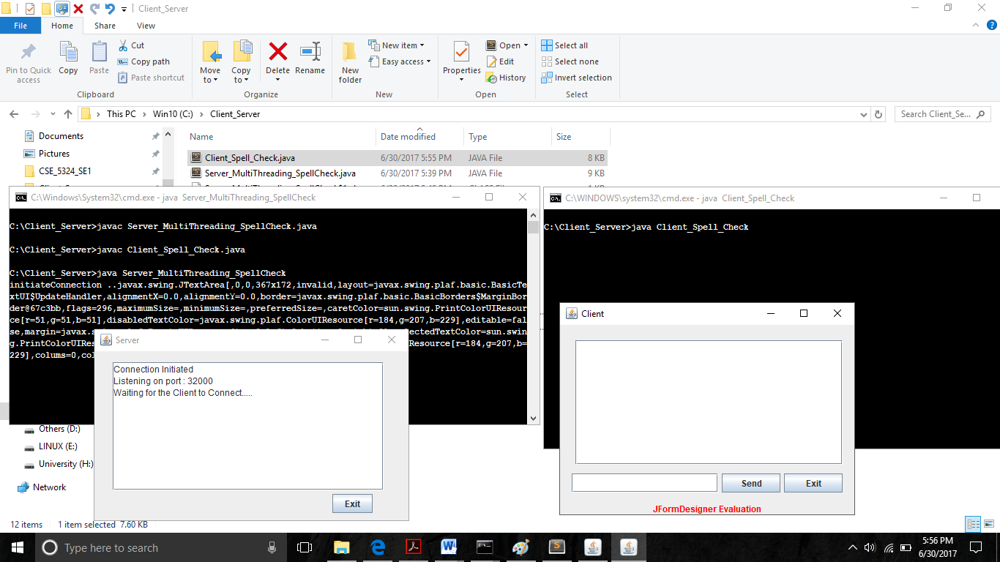 Client_Server
File Home Share View
Pin to Quick access
Copy
Paste
Cut
Copy path
Paste shortcut
Clipboard
Move to
Copy to
Delete
Rename
Organize
New folder
New item
Easy access
New
Properties
Open
Edit
History
Open
Select all
Select none
Invert selection
Select
This PC > Win10 (C:) > Client_Server
Search Client_Se...
Documents
Pictures
CSE_5324_SE1
Name Date modified Type Size
Client_Spell_Check.java 6/30/2017 5:55 PM JAVA File 8 KB
Server_MultiThreading_SpellCheck.java 6/30/2017 5:39 PM JAVA File 9 KB
C:\Windows\System32\cmd.exe - java Server_MultiThreading_SpellCheck
C:\Client_Server>javac Server_MultiThreading_SpellCheck.java
C:\Client_Server>javac Client_Spell_Check.java
C:\Client_Server>java Server_MultiThreading_SpellCheck
initiateConnection ..javax.swing.JTextArea[,0,0,367x172,invalid,layout=javax.swing.plaf.basic.BasicTe
xtUI$UpdateHandler,alignmentX=0.0,alignmentY=0.0,border=javax.swing.plaf.basic.BasicBorders$MarginBor
der@67c3bb,flags=296,maximumSize=,minimumSize=,preferredSize=,caretColor=sun.swing.PrintColorUIResour
ce[r=51,g=51,b=51],disabledTextColor=javax.swing.plaf.ColorUIResource[r=184,g=207,b=229],editable=fal
se,margin=javax
ectedTextColor=sun.swin
g.PrintColorUIRes
Resource[r=184,g=207,b=
229],colums=0,col
C:\WINDOWS\system32\cmd.exe - java Client_Spell_Check
C:\Client_Server>java Client_Spell_Check
Server
Connection Initiated
Listening on port : 32000
Waiting for the Client to Connect.....
Exit
Client
Send
Exit
JFormDesigner Evaluation
Others (D:)
LINUX (E:)
University (H:)
Network
12 items 1 item selected 7.60 KB
Type here to search
5:56 PM
6/30/2017